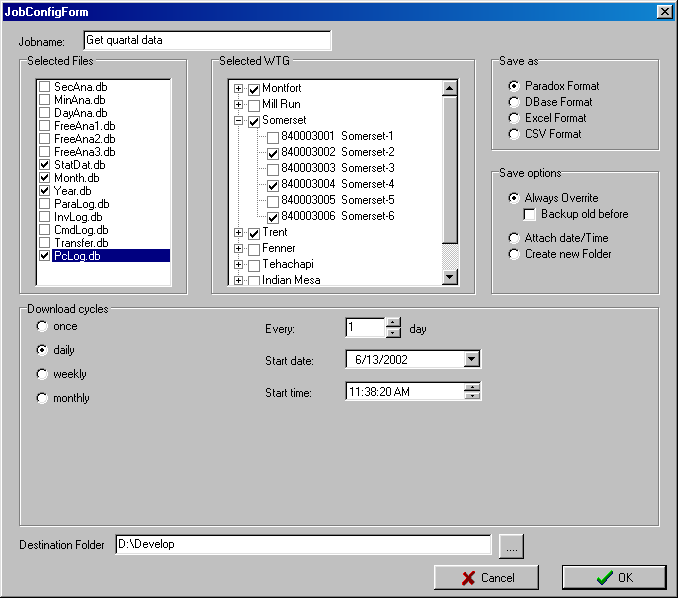 JobConfigForm
Jobname: Get quartal data
Selected Files
SecAna.db
MinAna.db
DayAna.db
FreeAna1.db
FreeAna2.db
FreeAna3.db
StatDat.db
Month.db
Year.db
ParaLog.db
InvLog.db
CmdLog.db
Transfer.db
PcLog.db
Selected WTG
Montfort
Mill Run
Somerset
840003001 Somerset-1
840003002 Somerset-2
840003003 Somerset-3
840003004 Somerset-4
840003005 Somerset-5
840003006 Somerset-6
Trent
Fenner
Tehachapi
Indian Mesa
Save as
Paradox Format
DBase Format
Excel Format
CSV Format
Save options
Always Overrite
Backup old before
Attach date/Time
Create new Folder
Download cycles
once
daily
weekly
monthly
Every: 1 day
Start date: 6/13/2002
Start time: 11:38:20 AM
Destination Folder D:\Develop ....
Cancel OK